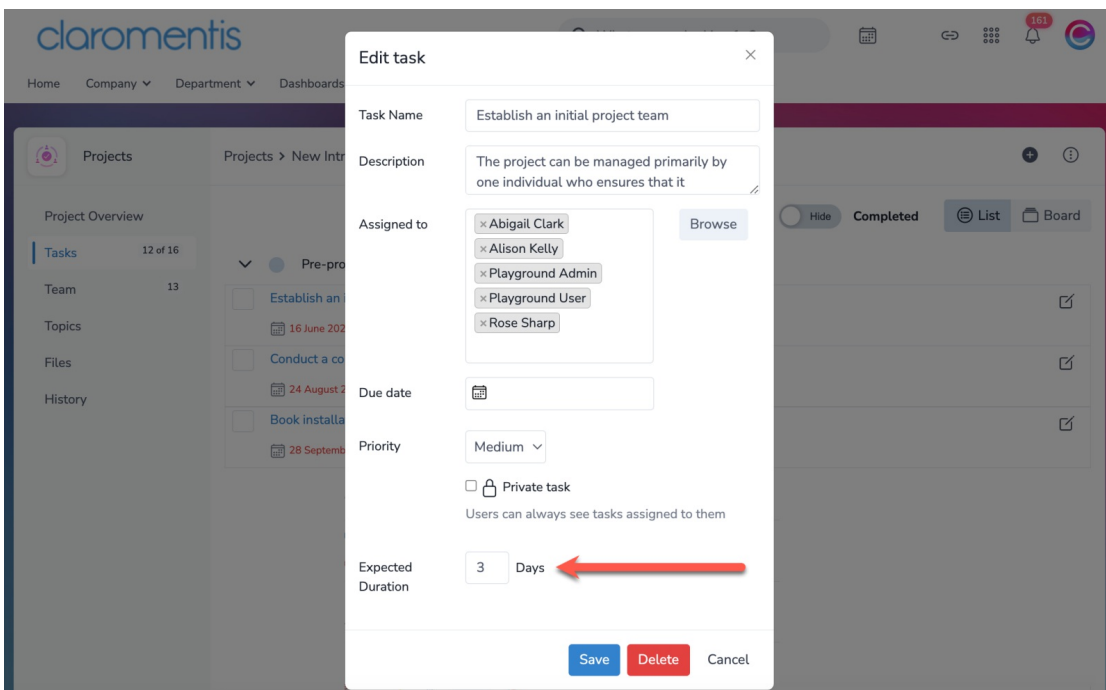 claromentis
161
Home Company Department Dashboards
Edit task
Task Name Establish an initial project team
Projects
Projects > New Intr
Description The project can be managed primarily by
one individual who ensures that it
Project Overview
Assigned to × Abigail Clark Browse
Hide Completed List Board
× Alison Kelly
Tasks 12 of 16
Pre-pro
× Playground Admin
Team 13
Establish an
× Playground User
Topics
16 June 202
× Rose Sharp
Files
Conduct a co
24 August 2
Due date
History
Book installa
28 Septemb
Priority Medium
Private task
Users can always see tasks assigned to them
Expected 3 Days
Duration
Save Delete Cancel